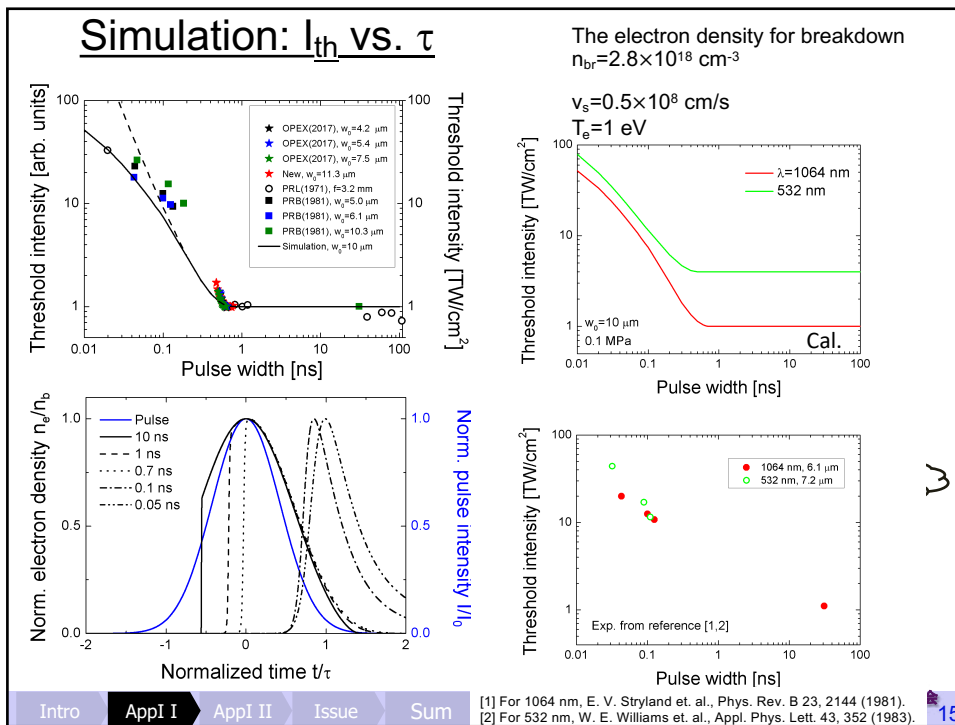 Simulation: Ith vs. τ
The electron density for breakdown
nbr=2.8×10^18 cm^-3
vs=0.5×10^8 cm/s
Te=1 eV
Threshold intensity [arb. units]
100
10
1
100
10
1
Threshold intensity [TW/cm²]
OPEX(2017), w0=4.2 μm
OPEX(2017), w0=5.4 μm
OPEX(2017), w0=7.5 μm
New, w0=11.3 μm
PRL(1971), f=3.2 mm
PRB(1981), w0=5.0 μm
PRB(1981), w0=6.1 μm
PRB(1981), w0=10.3 μm
Simulation, w0=10 μm
0.01 0.1 1 10 100
Pulse width [ns]
Threshold intensity [TW/cm²]
100
10
1
λ=1064 nm
532 nm
w0=10 μm
0.1 MPa
Cal.
0.01 0.1 1 10 100
Pulse width [ns]
Norm. electron density ne/nb
1.0
0.5
0.0
Pulse
10 ns
1 ns
0.7 ns
0.1 ns
0.05 ns
1.0
0.5
0.0
Norm. pulse intensity I/I0
-2 -1 0 1 2
Normalized time t/τ
Threshold intensity [TW/cm²]
100
10
1
1064 nm, 6.1 μm
532 nm, 7.2 μm
Exp. from reference [1,2]
0.01 0.1 1 10 100
Pulse width [ns]
Intro AppI I AppI II Issue Sum
[1] For 1064 nm, E. V. Stryland et. al., Phys. Rev. B 23, 2144 (1981).
[2] For 532 nm, W. E. Williams et. al., Appl. Phys. Lett. 43, 352 (1983).
15